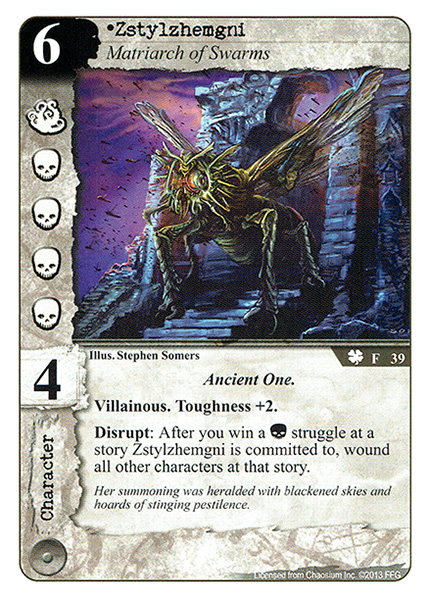 6
•Zstylzhemgni
Matriarch of Swarms
Illus. Stephen Somers
F 39
4
Ancient One.
Villainous. Toughness +2.
Disrupt: After you win a struggle at a
story Zstylzhemgni is committed to, wound
all other characters at that story.
Her summoning was heralded with blackened skies and
hoards of stinging pestilence.
Character
Licensed from Chaosium Inc. ©2013 FFG